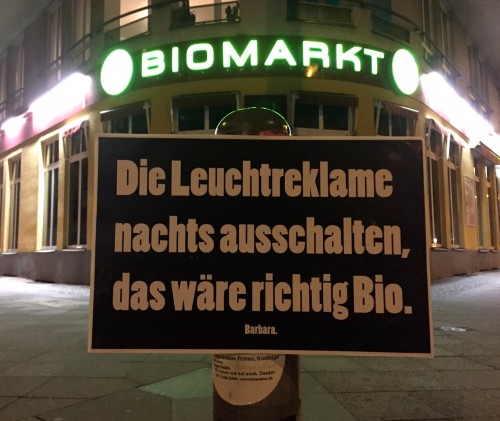 BIOMARKT
Die Leuchtreklame
nachts ausschalten,
das wäre richtig Bio.
Barbara.